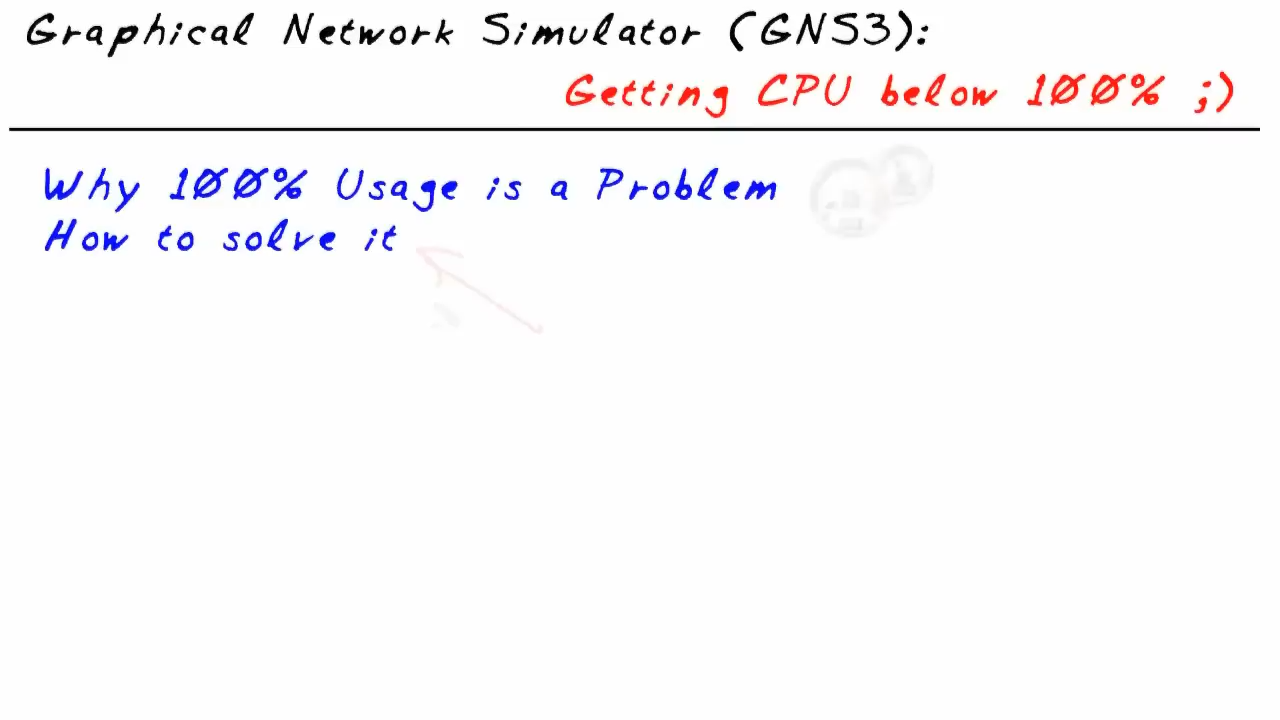 Graphical Network Simulator (GNS3):
Getting CPU below 100% ;)
Why 100% Usage is a Problem
How to solve it